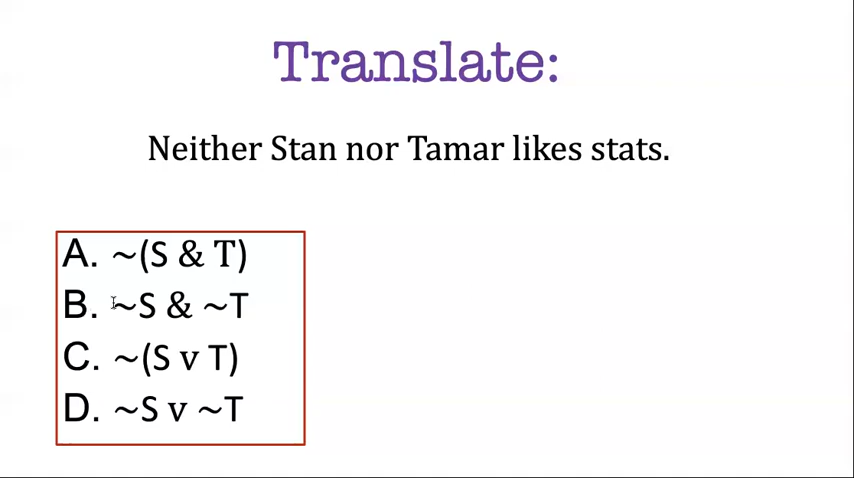 Translate:
Neither Stan nor Tamar likes stats.
A. ~(S & T)
B. ~S & ~T
C. ~(S v T)
D. ~S v ~T